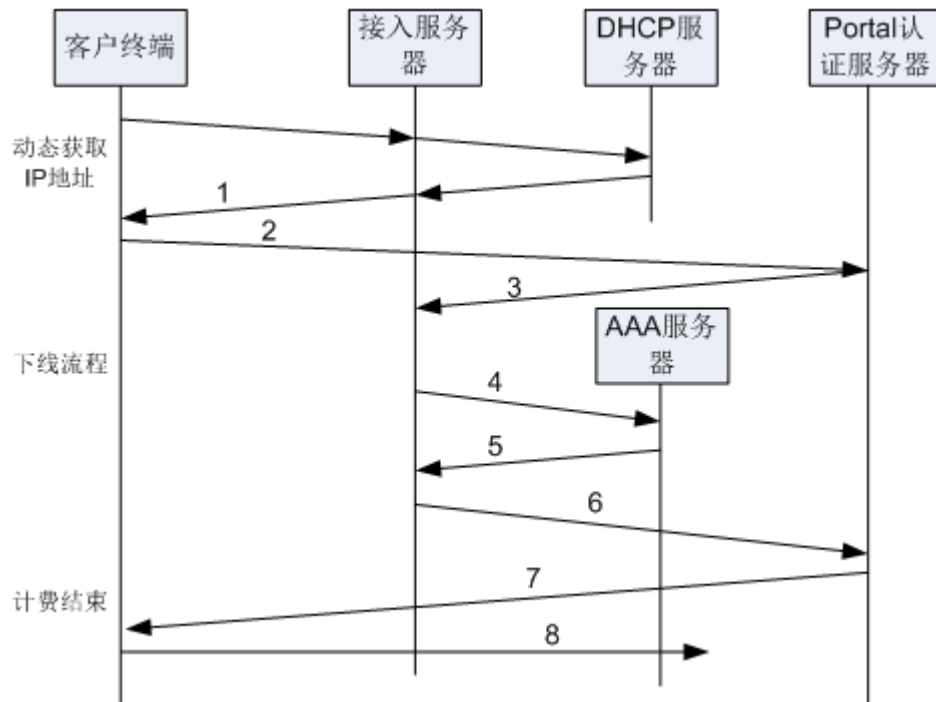 客户终端
接入服务
器
DHCP服
务器
Portal认
证服务器
动态获取
IP地址
1
2
3
AAA服务
器
下线流程
4
5
6
7
计费结束
8